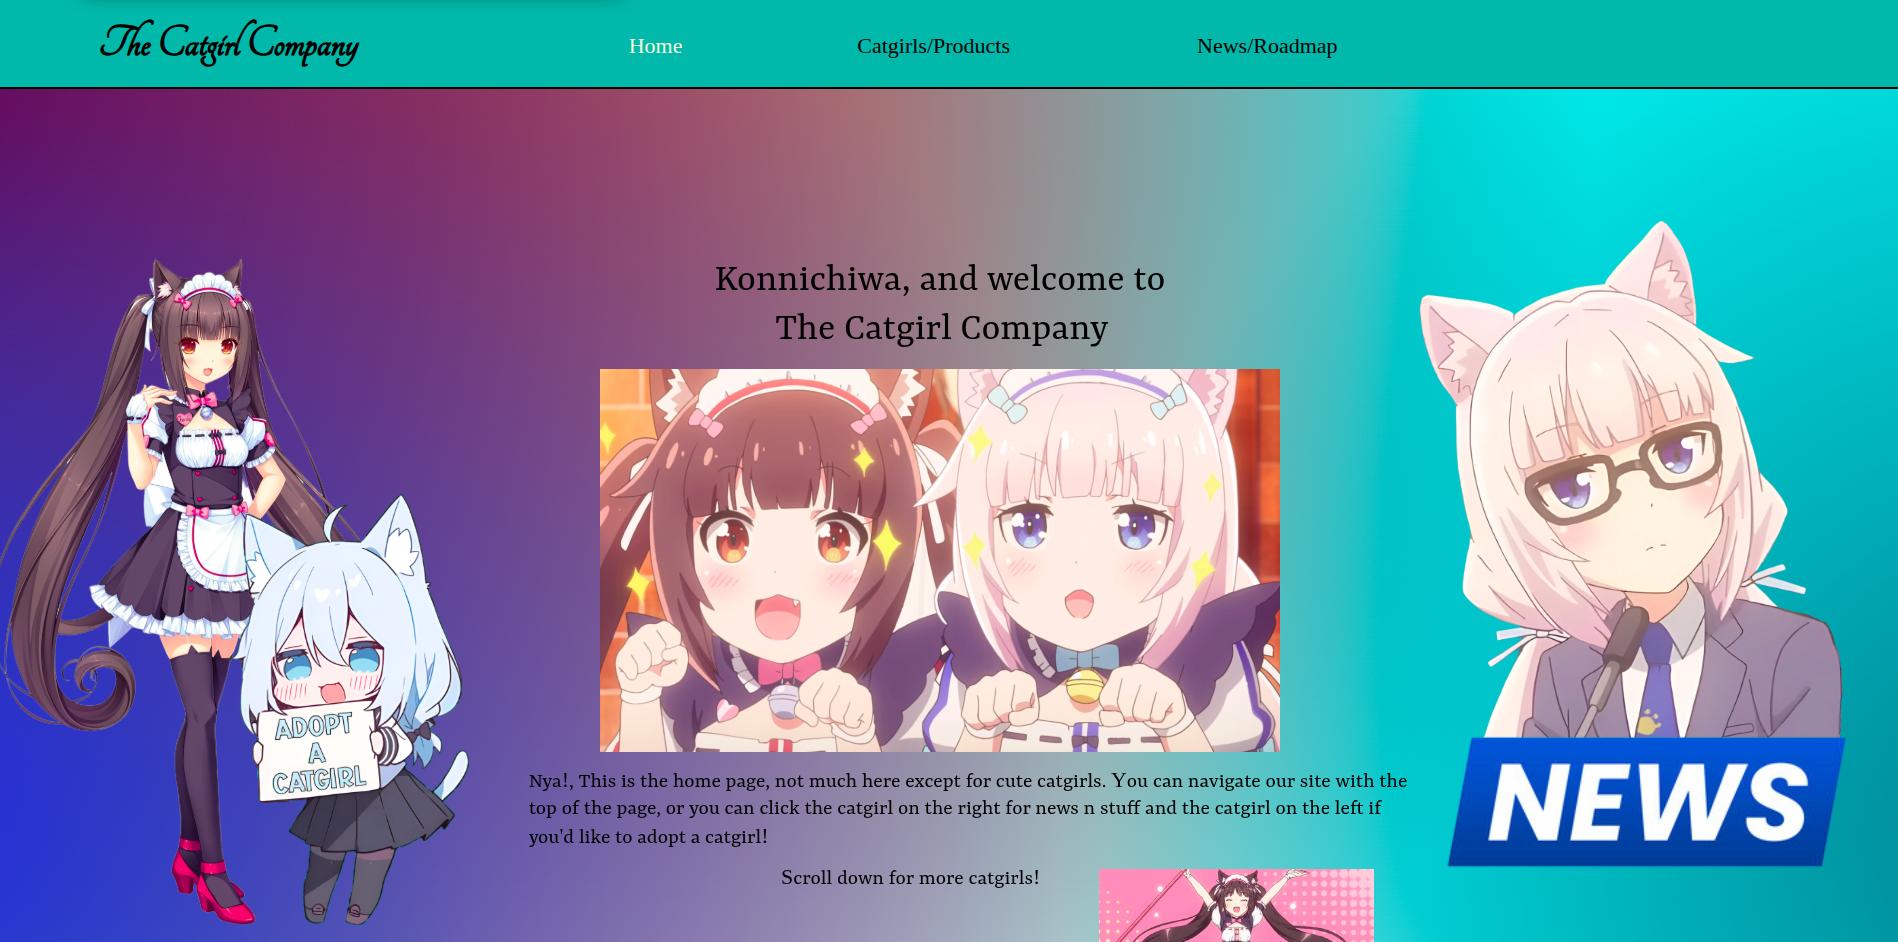 The Catgirl Company
Home
Catgirls/Products
News/Roadmap
Konnichiwa, and welcome to
The Catgirl Company
ADOPT
A
CATGIRL
NEWS
Nya!, This is the home page, not much here except for cute catgirls. You can navigate our site with the
top of the page, or you can click the catgirl on the right for news n stuff and the catgirl on the left if
you'd like to adopt a catgirl!
Scroll down for more catgirls!